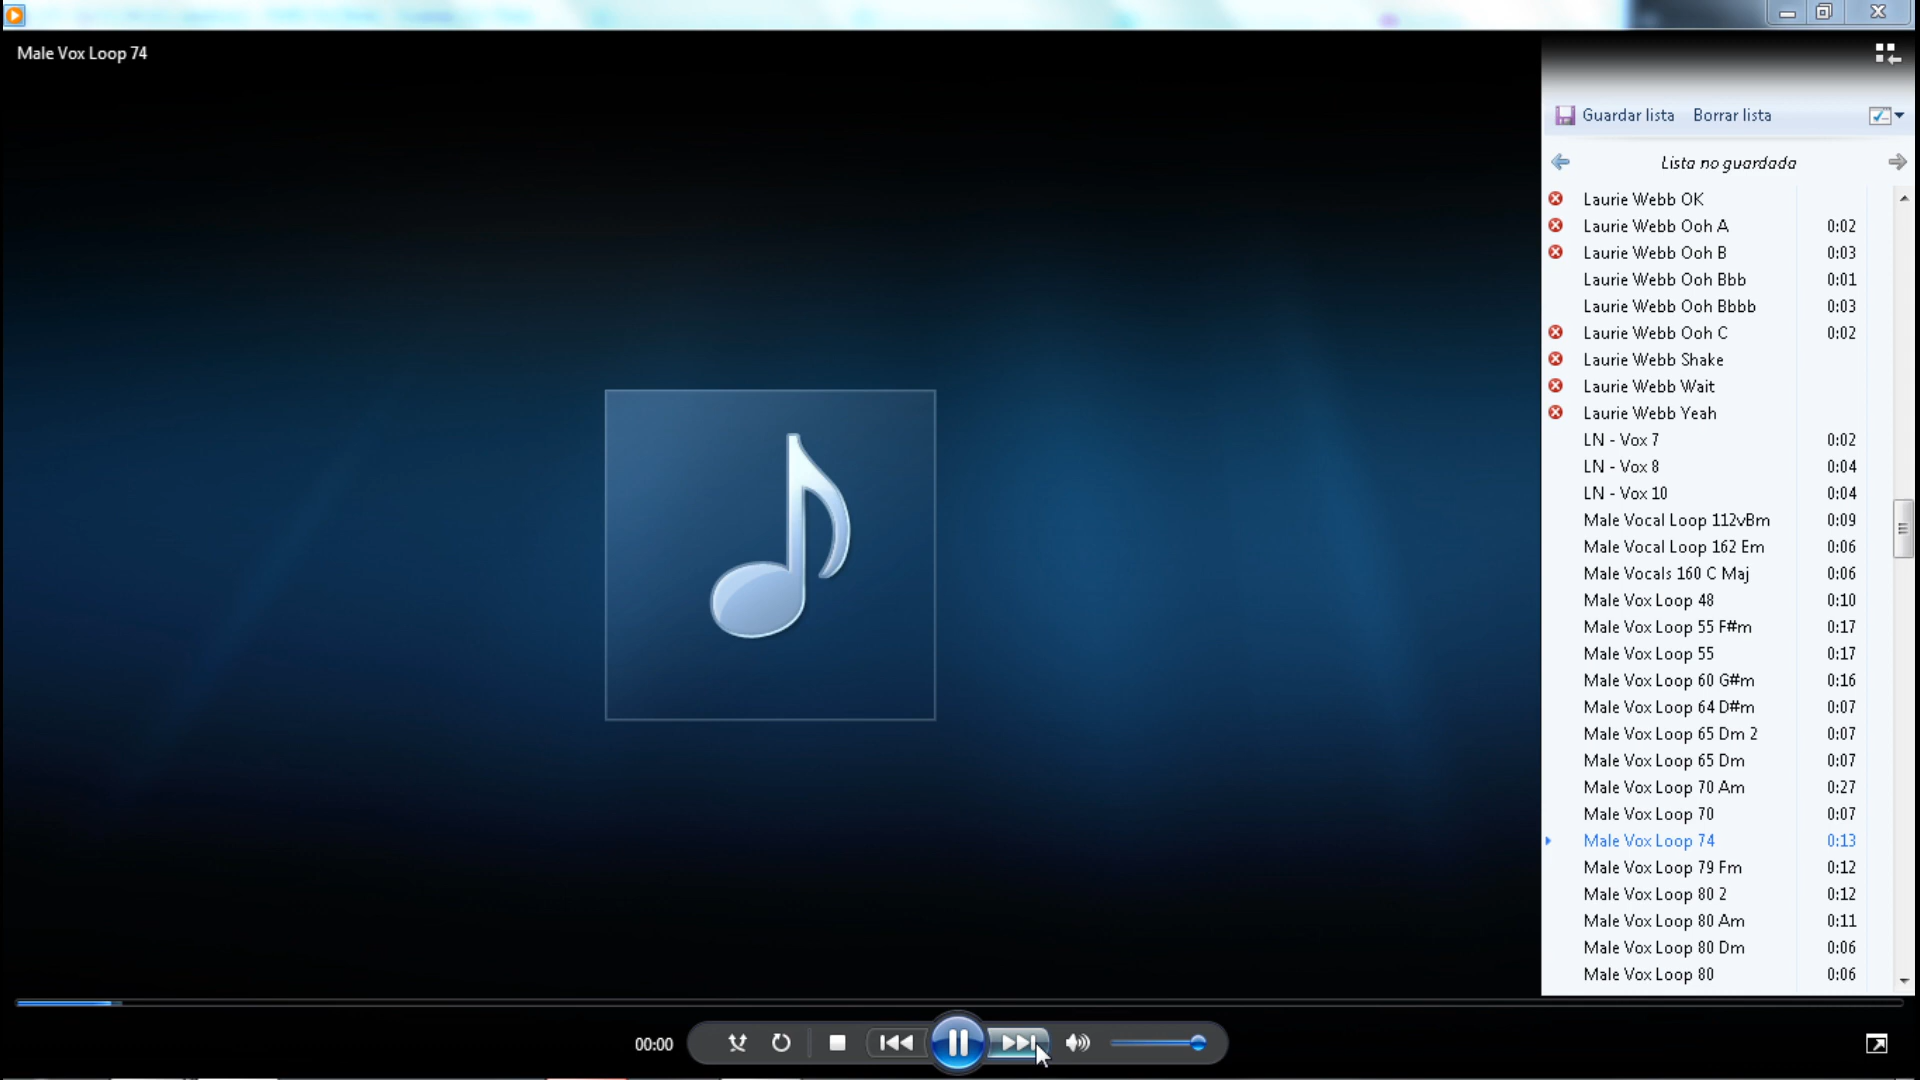 Male Vox Loop 74
Guardar lista Borrar lista
Lista no guardada
Laurie Webb OK
Laurie Webb Ooh A 0:02
Laurie Webb Ooh B 0:03
Laurie Webb Ooh Bbb 0:01
Laurie Webb Ooh Bbbb 0:03
Laurie Webb Ooh C 0:02
Laurie Webb Shake
Laurie Webb Wait
Laurie Webb Yeah
LN - Vox 7 0:02
LN - Vox 8 0:04
LN - Vox 10 0:04
Male Vocal Loop 112vBm 0:09
Male Vocal Loop 162 Em 0:06
Male Vocals 160 C Maj 0:06
Male Vox Loop 48 0:10
Male Vox Loop 55 F#m 0:17
Male Vox Loop 55 0:17
Male Vox Loop 60 G#m 0:16
Male Vox Loop 64 D#m 0:07
Male Vox Loop 65 Dm 2 0:07
Male Vox Loop 65 Dm 0:07
Male Vox Loop 70 Am 0:27
Male Vox Loop 70 0:07
Male Vox Loop 74 0:13
Male Vox Loop 79 Fm 0:12
Male Vox Loop 80 2 0:12
Male Vox Loop 80 Am 0:11
Male Vox Loop 80 Dm 0:06
Male Vox Loop 80 0:06
00:00